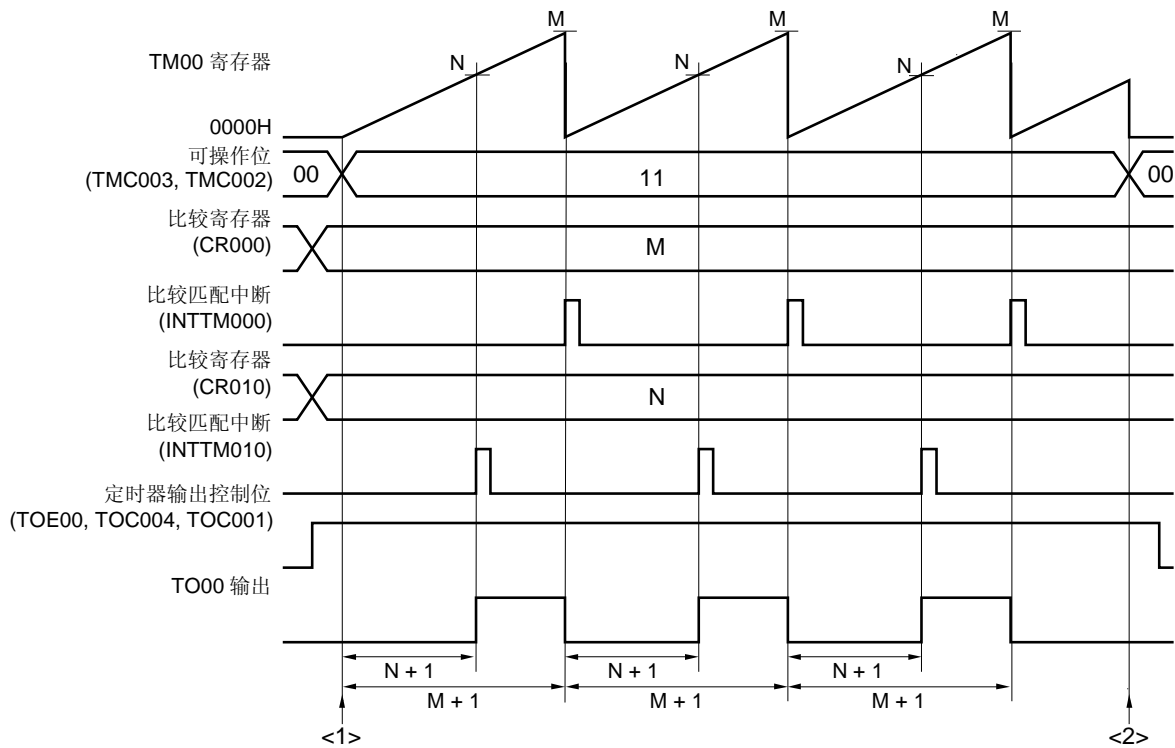 M M M
TM00 寄存器
N N N
0000H
可操作位
(TMC003, TMC002)
00 11 00
比较寄存器
(CR000)
M
比较匹配中断
(INTTM000)
比较寄存器
(CR010)
N
比较匹配中断
(INTTM010)
定时器输出控制位
(TOE00, TOC004, TOC001)
TO00 输出
N + 1 N + 1 N + 1
M + 1 M + 1 M + 1
<1> <2>